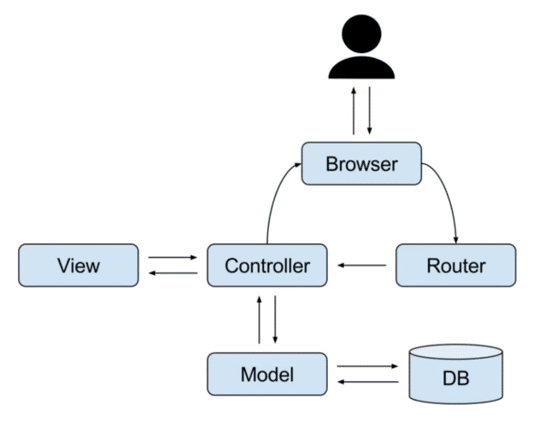 Browser
View
Controller
Router
Model
DB